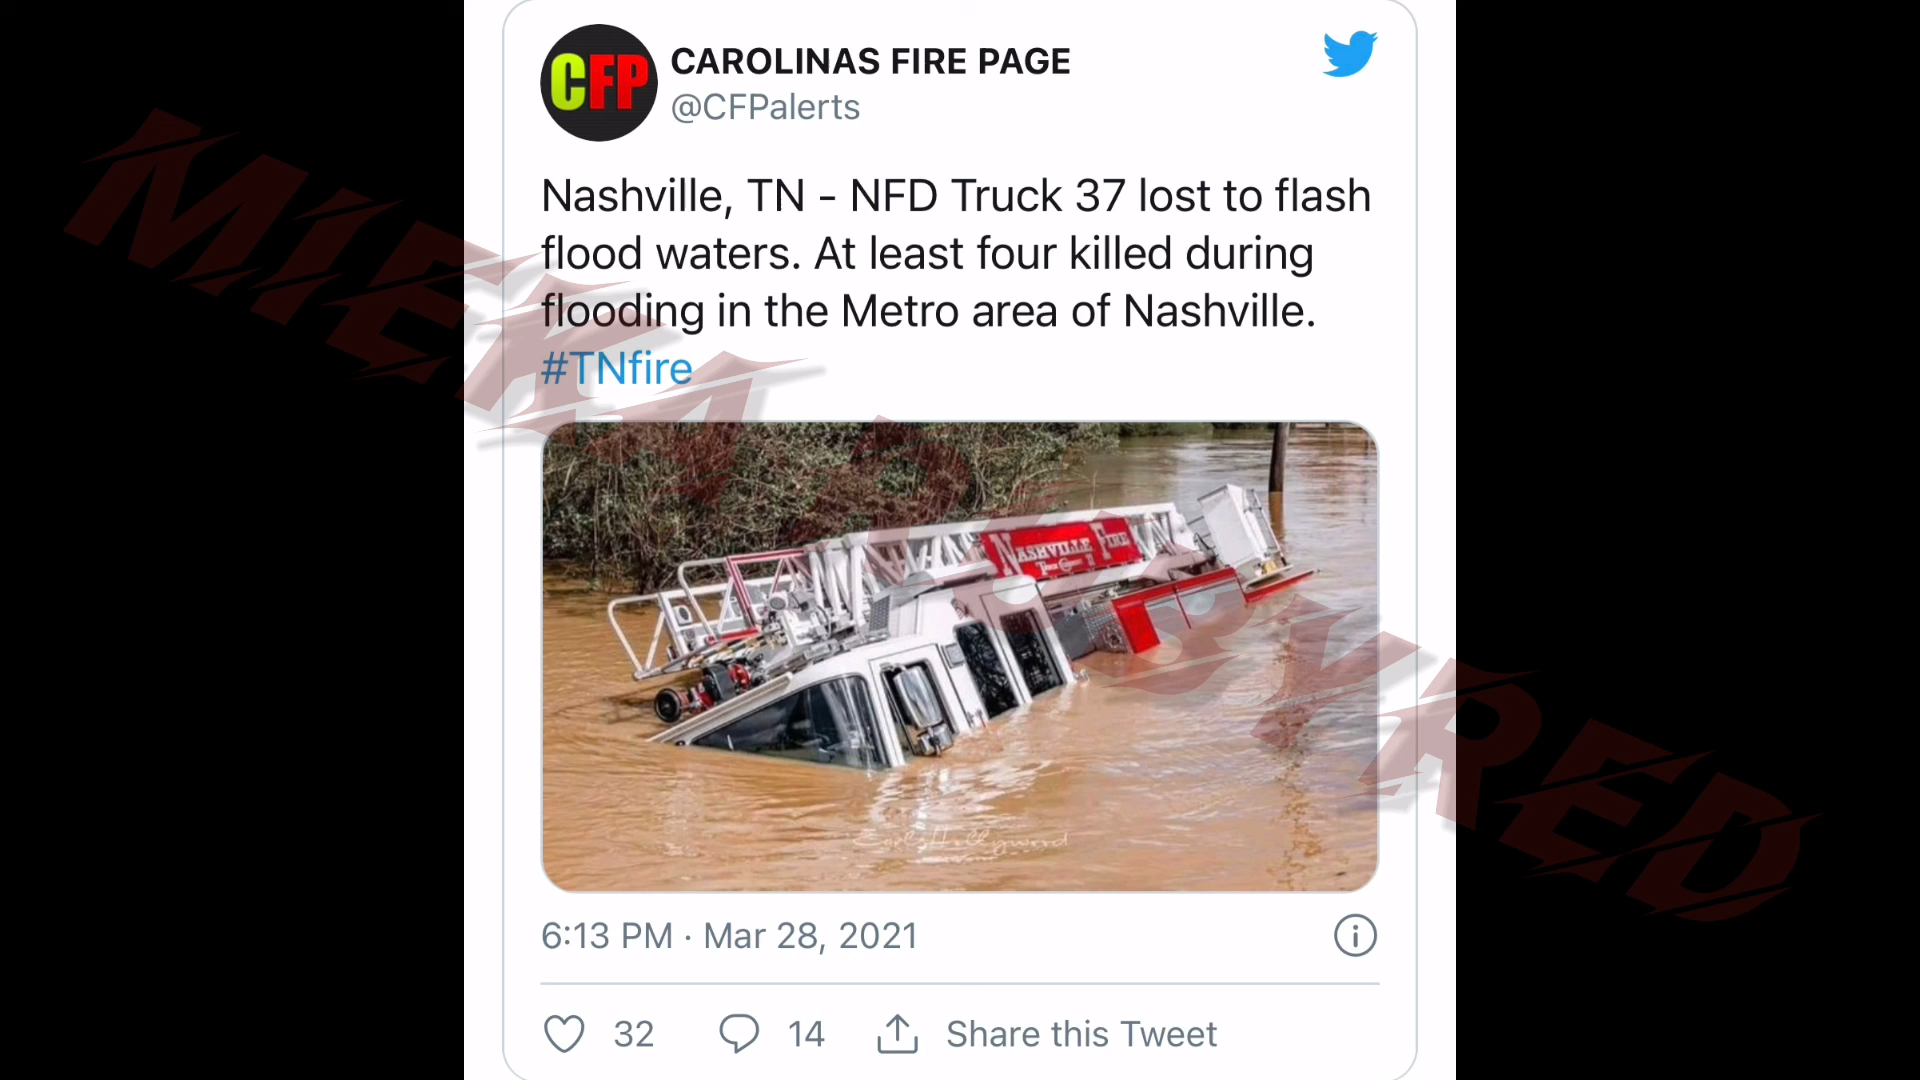 CFP
CAROLINAS FIRE PAGE
@CFPalerts
Nashville, TN - NFD Truck 37 lost to flash
flood waters. At least four killed during
flooding in the Metro area of Nashville.
#TNfire
NASHVILLE FIRE
6:13 PM · Mar 28, 2021
32
14
Share this Tweet